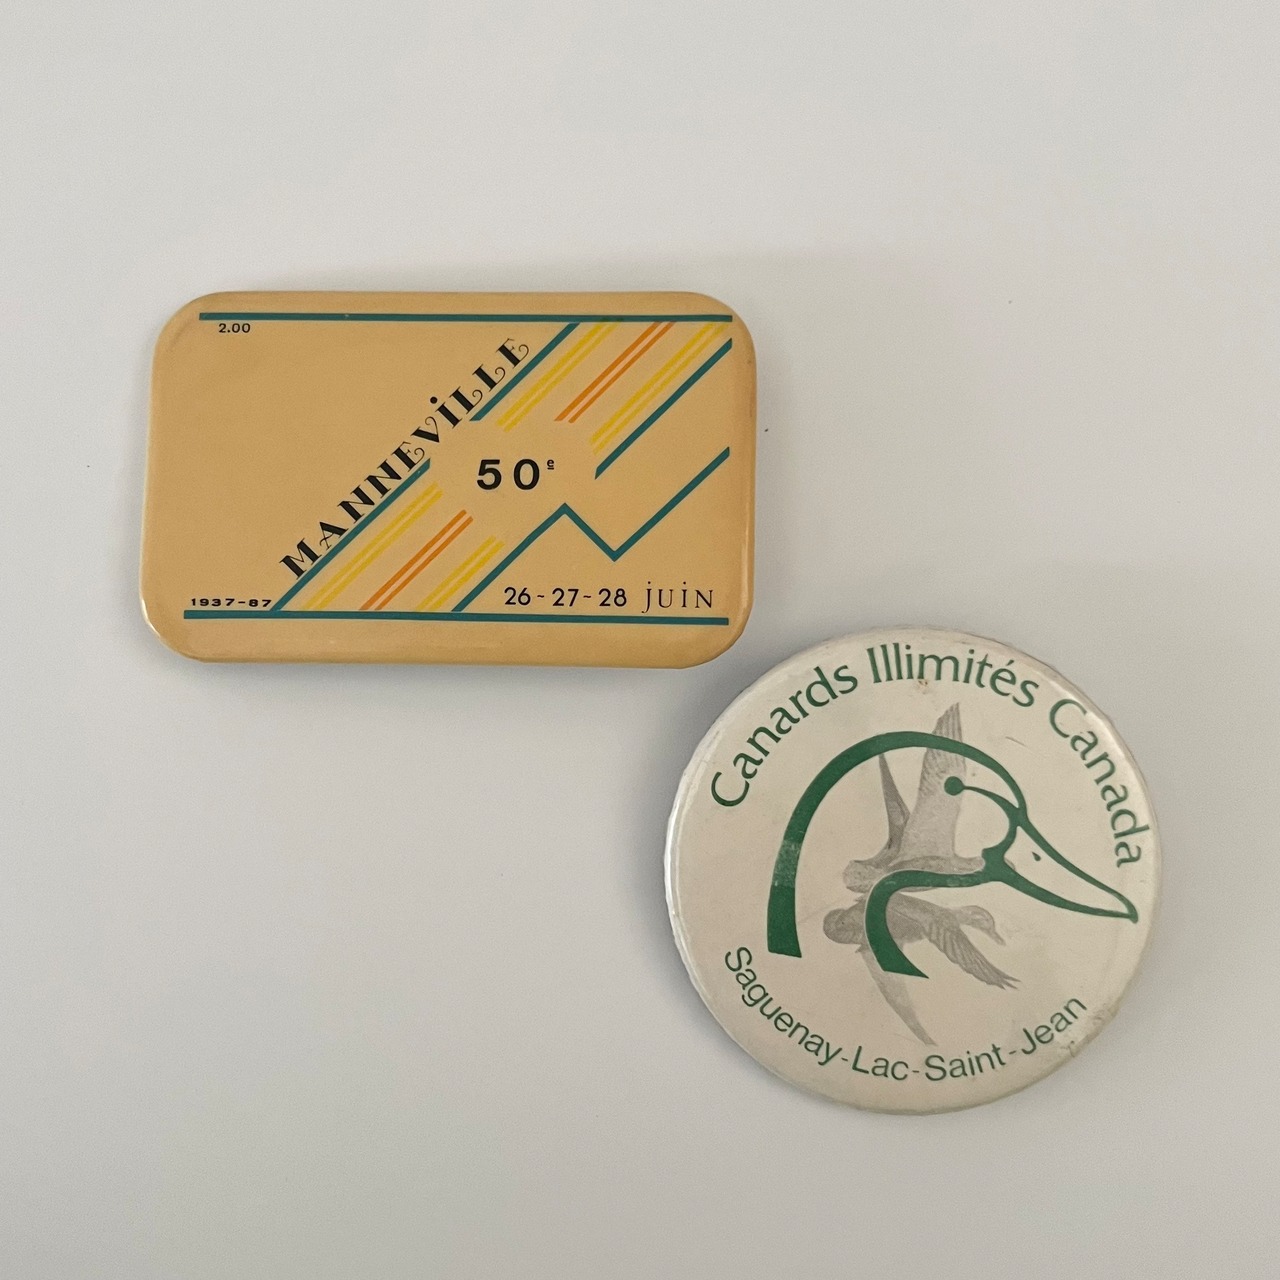 2.00
MANNEViLLE
50e
1937-87
26-27-28 juin
Canards Illimités Canada
Saguenay-Lac-Saint-Jean